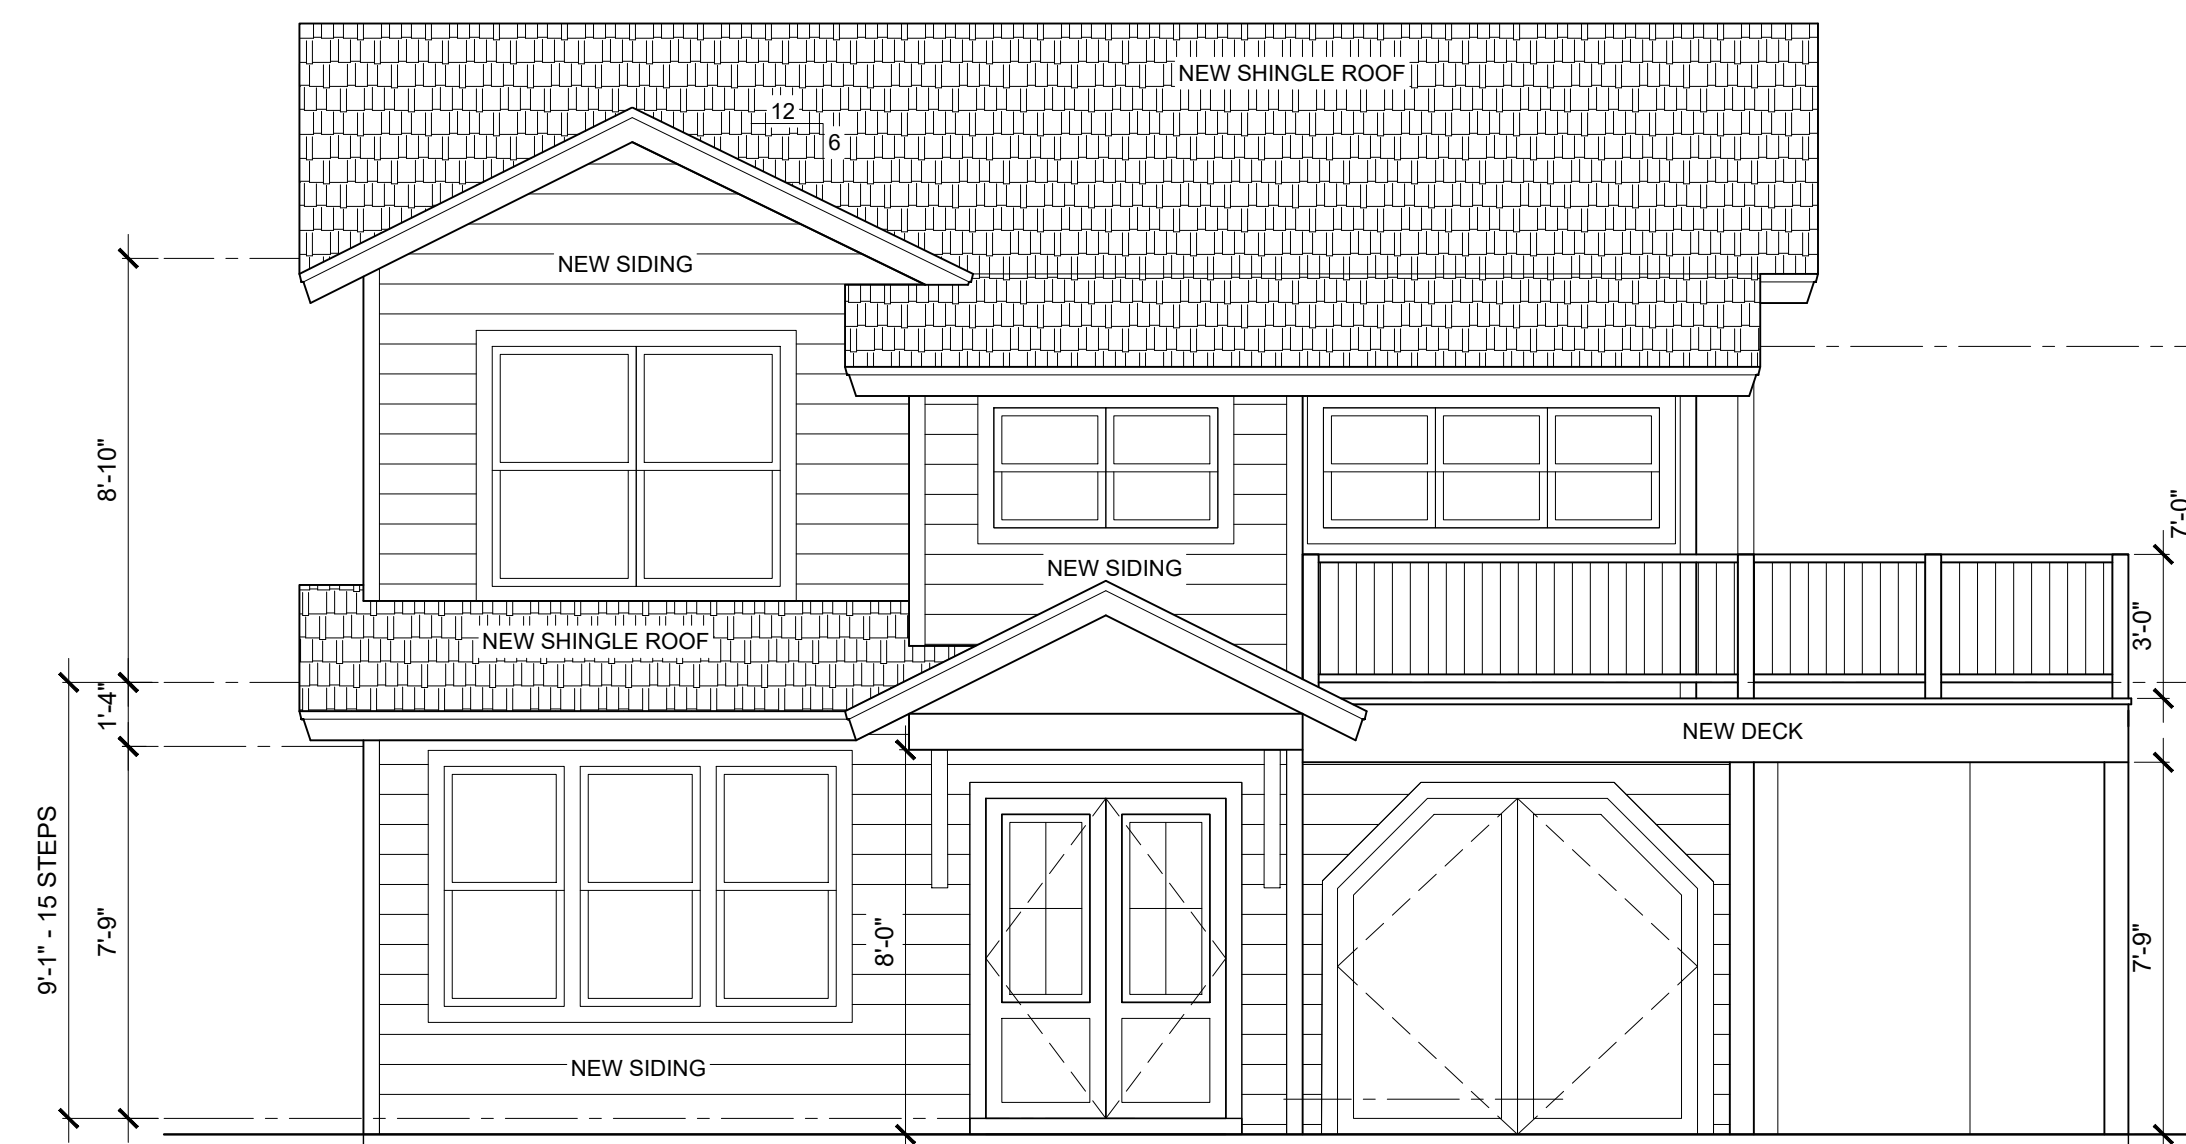 NEW SHINGLE ROOF
12
6
NEW SIDING
8'-10"
7'-0"
NEW SIDING
NEW SHINGLE ROOF
3'-0"
1'-4"
NEW DECK
9'-1" - 15 STEPS
7'-9"
8'-0"
7'-9"
NEW SIDING